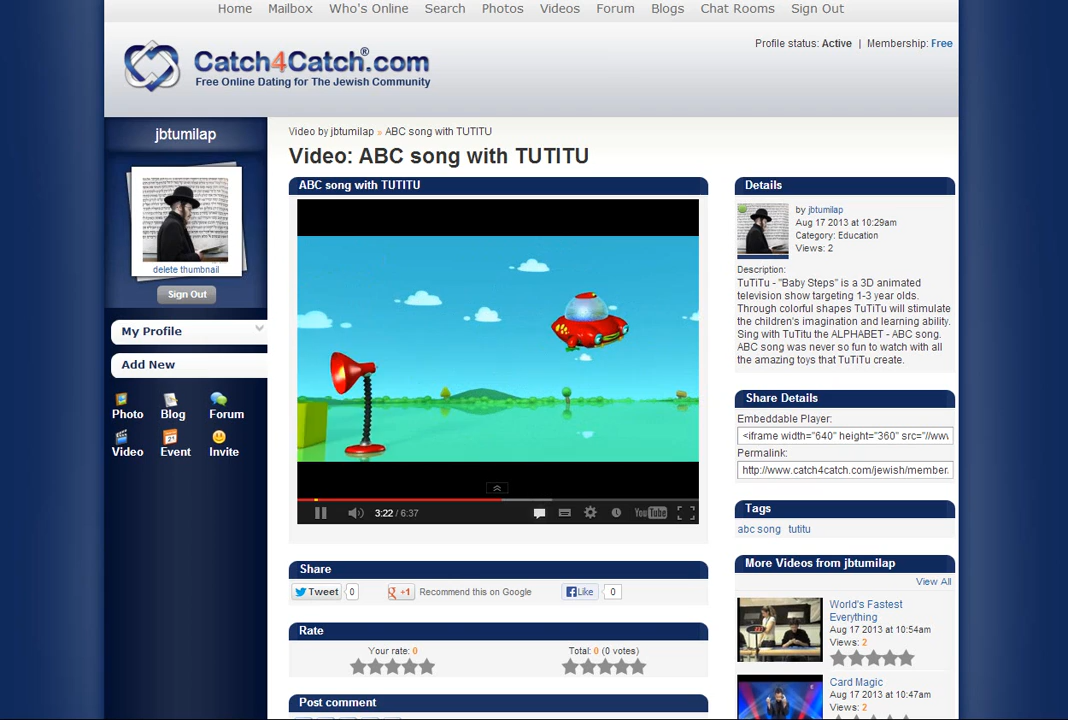 Home Mailbox Who's Online Search Photos Videos Forum Blogs Chat Rooms Sign Out
Catch4Catch.com®
Free Online Dating for The Jewish Community
Profile status: Active | Membership: Free
jbtumilap
delete thumbnail
Sign Out
My Profile
Add New
Photo Blog Forum
Video Event Invite
Video by jbtumilap » ABC song with TUTITU
Video: ABC song with TUTITU
ABC song with TUTITU
3:22 / 6:37
YouTube
Share
Tweet 0 +1 Recommend this on Google Like 0
Rate
Your rate: 0 Total: 0 (0 votes)
Post comment
Details
by jbtumilap
Aug 17 2013 at 10:29am
Category: Education
Views: 2
Description:
TuTiTu - "Baby Steps" is a 3D animated
television show targeting 1-3 year olds.
Through colorful shapes TuTiTu will stimulate
the children's imagination and learning ability.
Sing with TuTitu the ALPHABET - ABC song.
ABC song was never so fun to watch with all
the amazing toys that TuTiTu create.
Share Details
Embeddable Player:
<iframe width="640" height="360" src="//www
Permalink:
http://www.catch4catch.com/jewish/member.
Tags
abc song tutitu
More Videos from jbtumilap
View All
World's Fastest
Everything
Aug 17 2013 at 10:54am
Views: 2
Card Magic
Aug 17 2013 at 10:47am
Views: 2